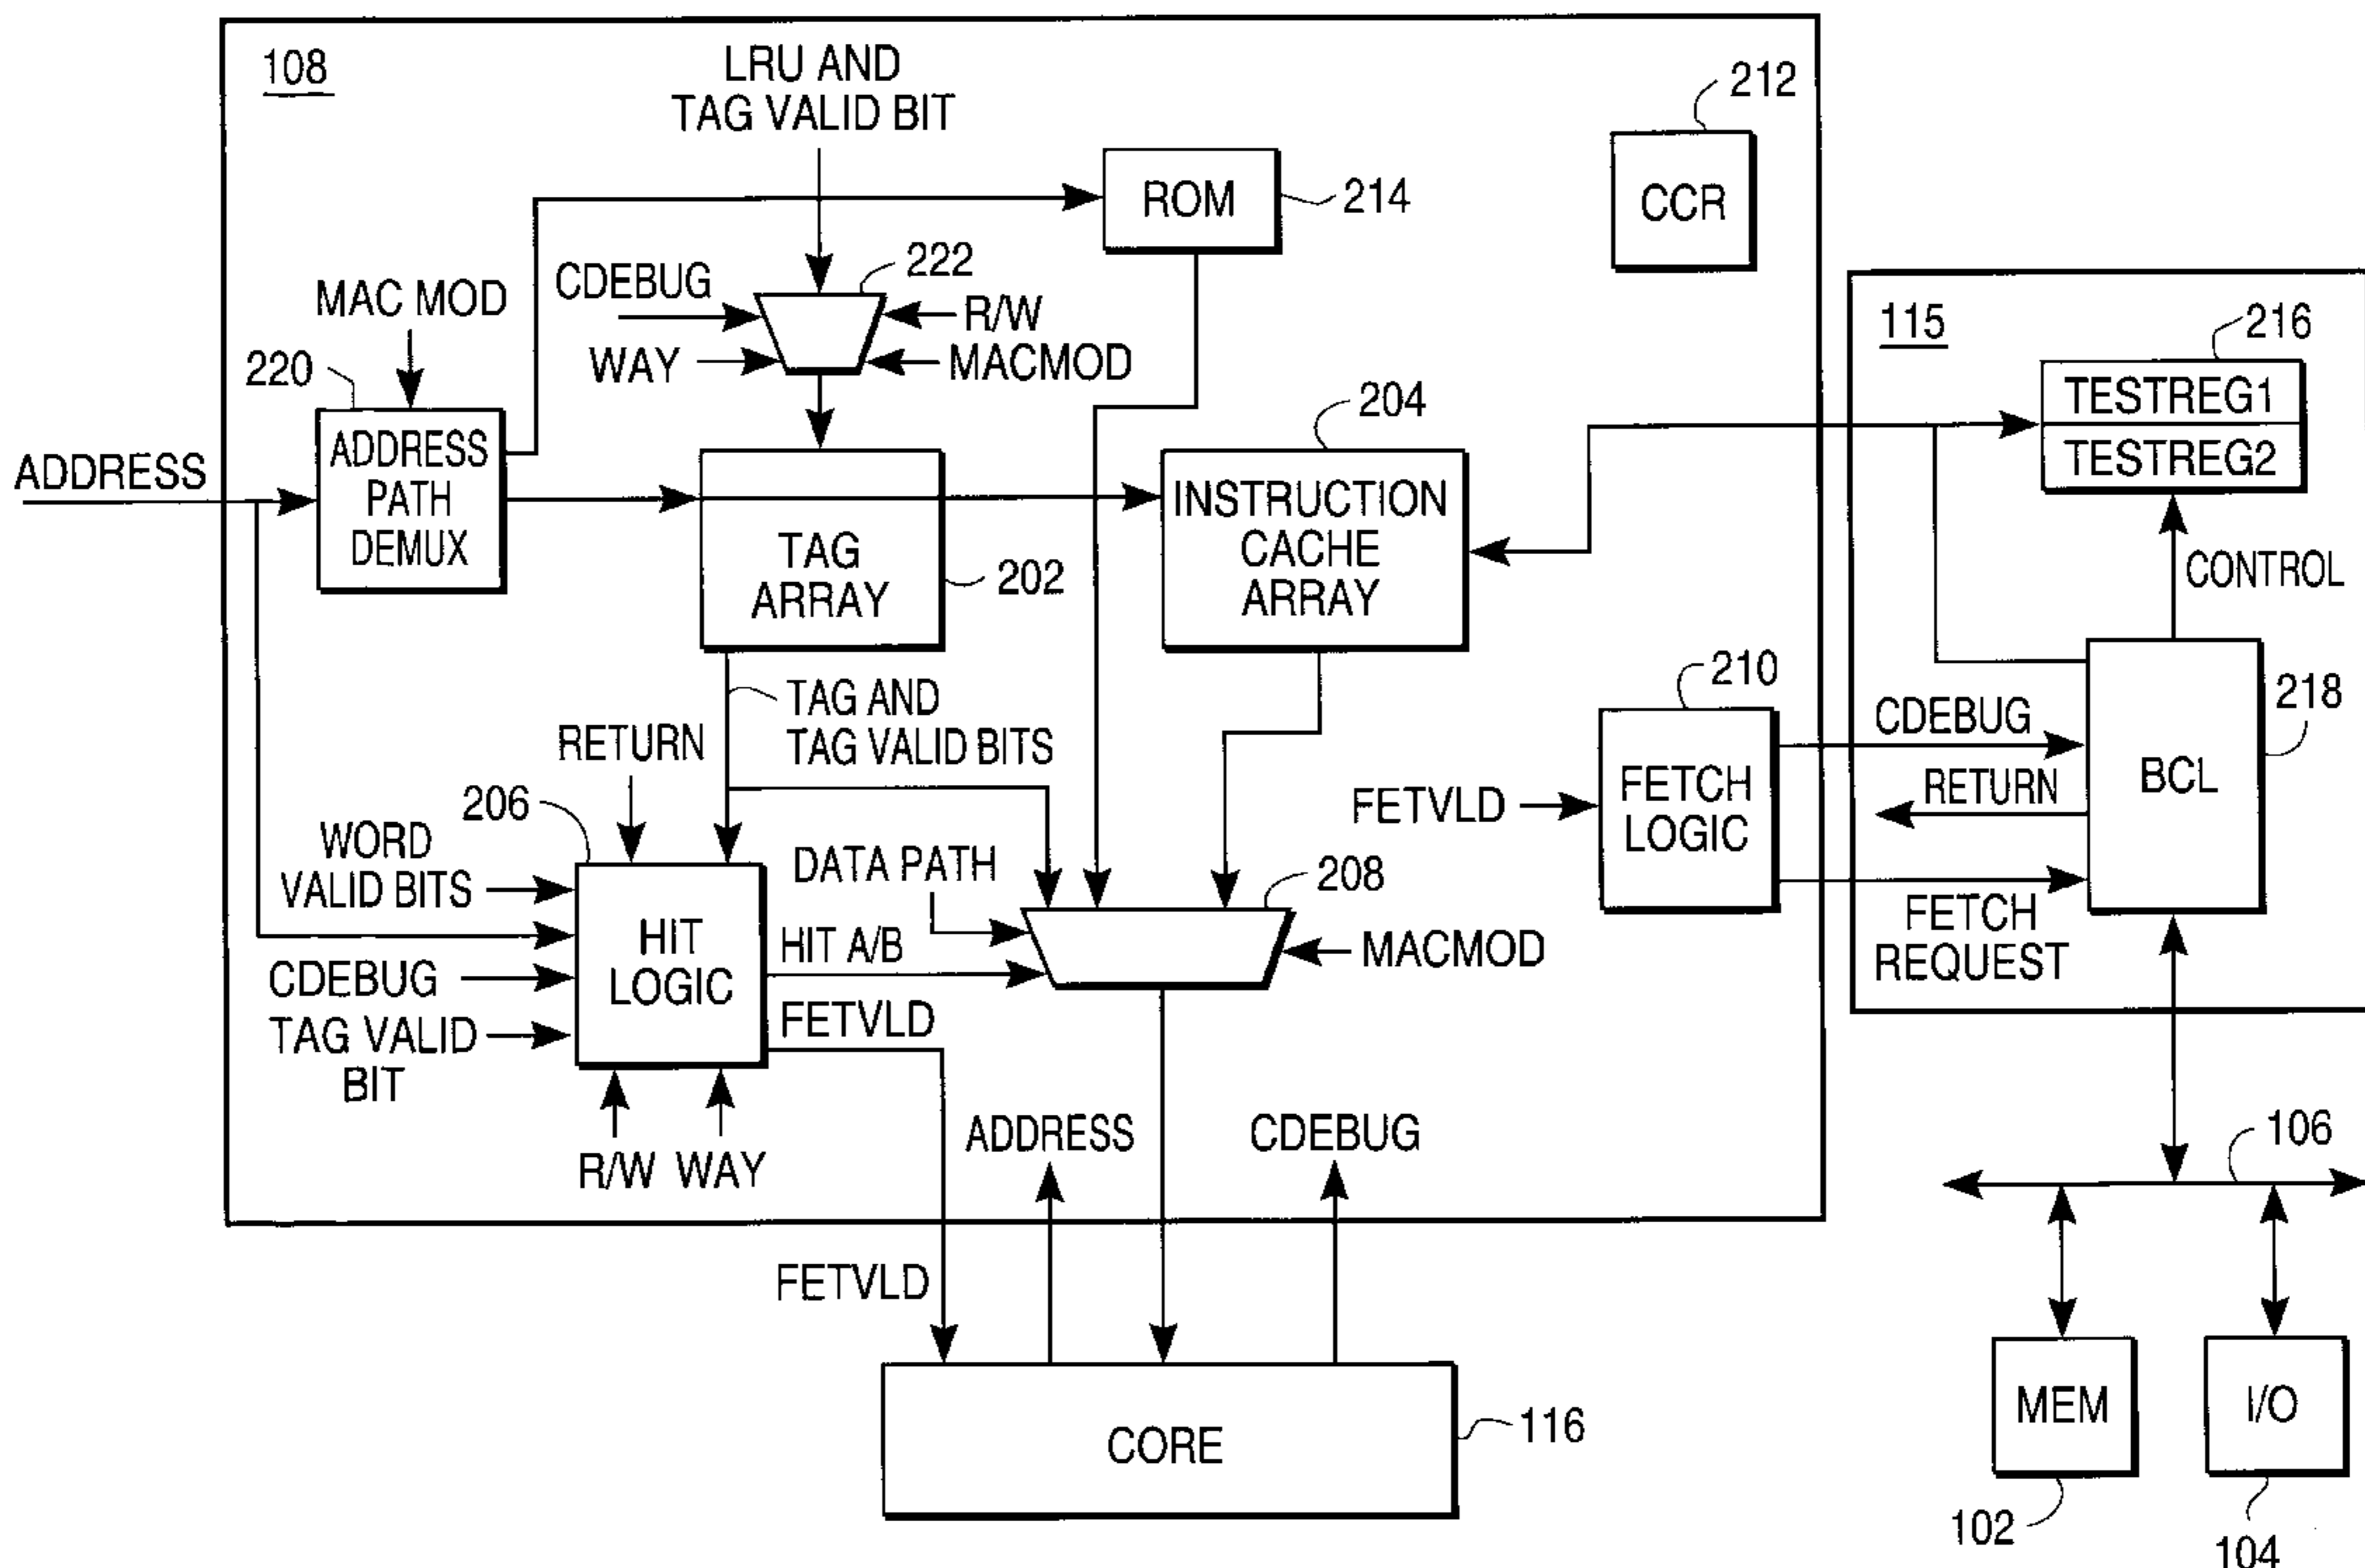 108
LRU AND
TAG VALID BIT
212
CCR
ROM
214
222
CDEBUG
R/W
WAY
MACMOD
MAC MOD
220
ADDRESS
PATH
DEMUX
ADDRESS
TAG
ARRAY
202
204
INSTRUCTION
CACHE
ARRAY
115
216
TESTREG1
TESTREG2
CONTROL
TAG AND
TAG VALID BITS
RETURN
206
WORD
VALID BITS
CDEBUG
TAG VALID
BIT
HIT
LOGIC
R/W
WAY
DATA PATH
HIT A/B
FETVLD
208
MACMOD
FETVLD
210
FETCH
LOGIC
CDEBUG
RETURN
FETCH
REQUEST
218
BCL
ADDRESS
CDEBUG
FETVLD
CORE
116
106
MEM
I/O
102
104